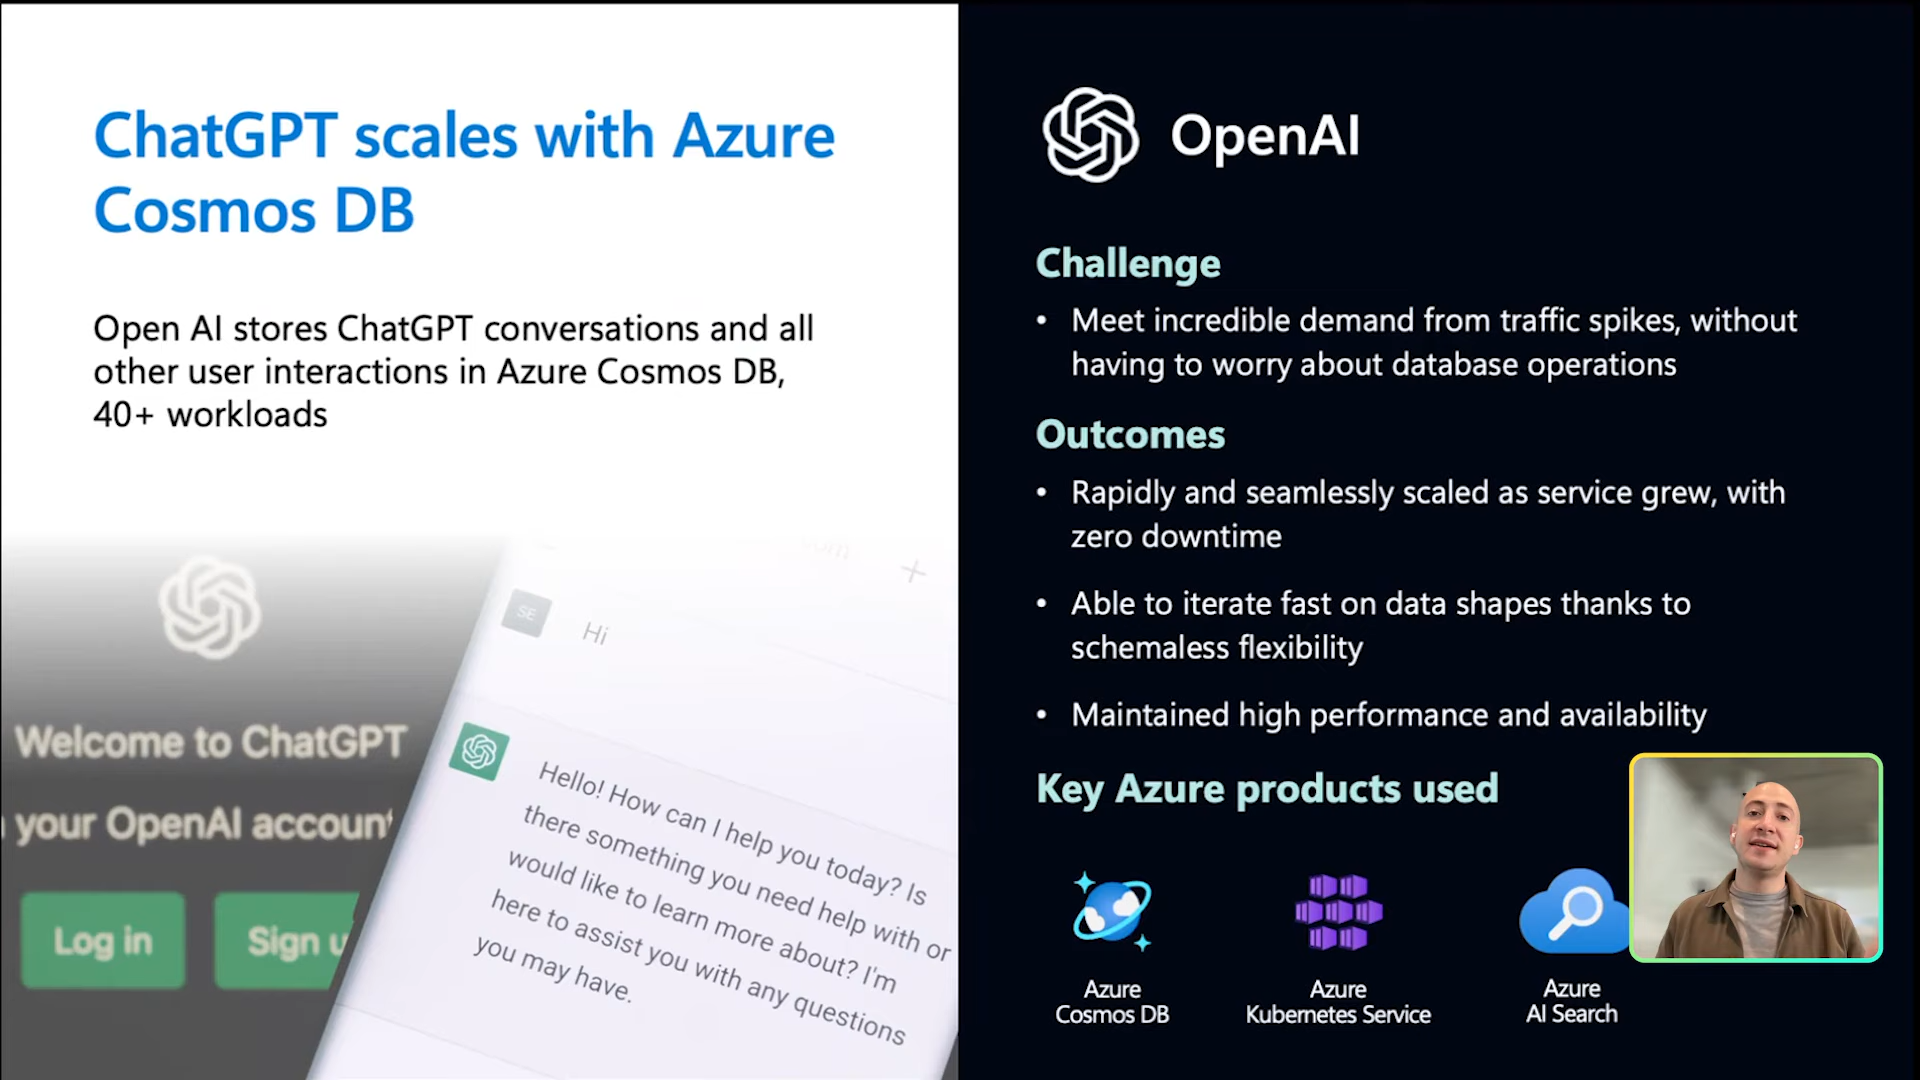 ChatGPT scales with Azure
Cosmos DB
Open AI stores ChatGPT conversations and all
other user interactions in Azure Cosmos DB,
40+ workloads
Welcome to ChatGPT
your OpenAI account
Log in
Sign u
SE
Hi
Hello! How can I help you today? Is
there something you need help with or
would like to learn more about? I'm
here to assist you with any questions
you may have.
OpenAI
Challenge
• Meet incredible demand from traffic spikes, without
having to worry about database operations
Outcomes
• Rapidly and seamlessly scaled as service grew, with
zero downtime
• Able to iterate fast on data shapes thanks to
schemaless flexibility
• Maintained high performance and availability
Key Azure products used
Azure
Cosmos DB
Azure
Kubernetes Service
Azure
AI Search